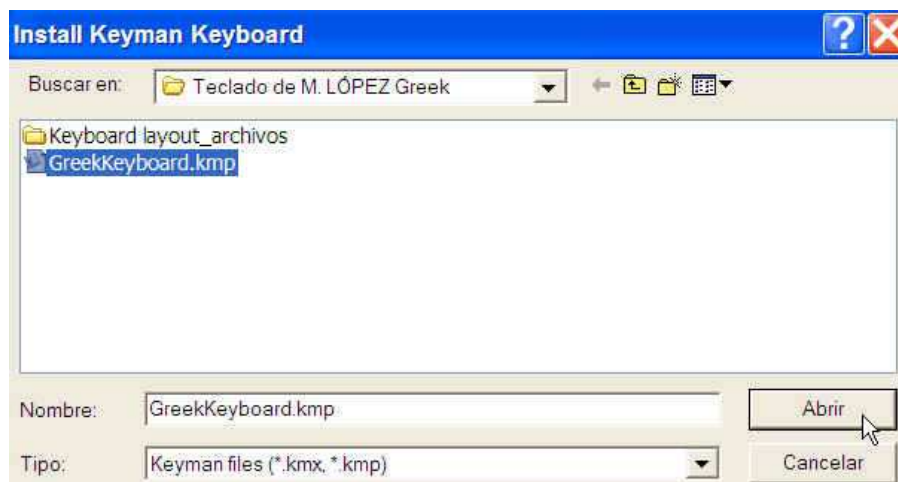 Install Keyman Keyboard
Buscar en: Teclado de M. LÓPEZ Greek
Keyboard layout_archivos
GreekKeyboard.kmp
Nombre: GreekKeyboard.kmp Abrir
Tipo: Keyman files (*.kmx, *.kmp) Cancelar